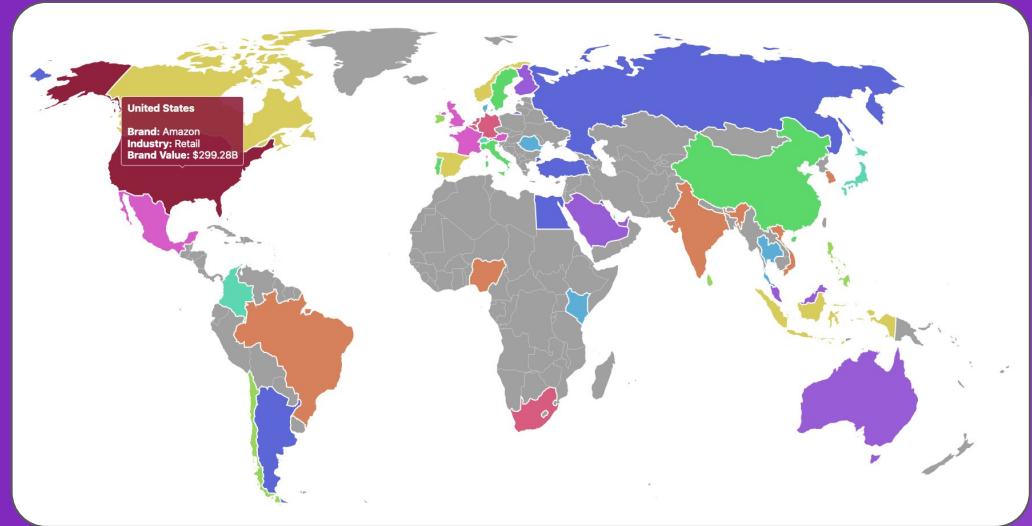 United States
Brand: Amazon
Industry: Retail
Brand Value: $299.28B